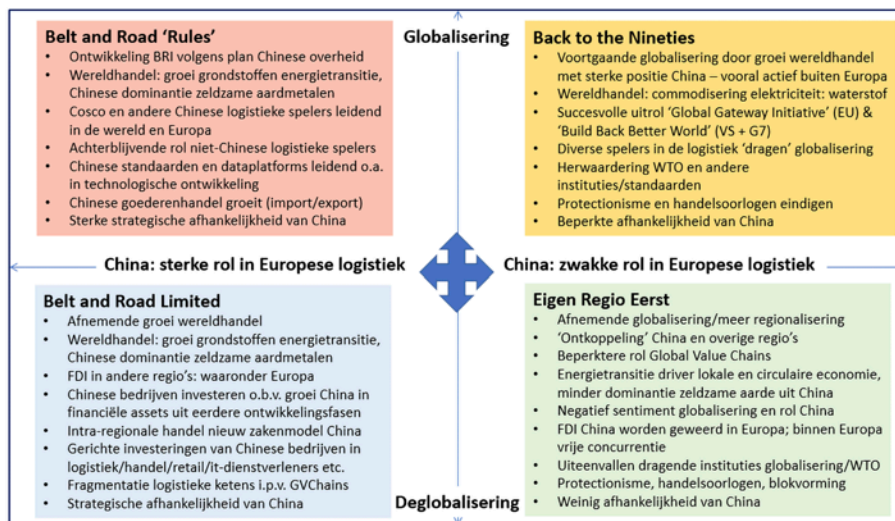 Belt and Road ‘Rules’
• Ontwikkeling BRI volgens plan Chinese overheid
• Wereldhandel: groei grondstoffen energietransitie,
Chinese dominantie zeldzame aardmetalen
• Cosco en andere Chinese logistieke spelers leidend
in de wereld en Europa
• Achterblijvende rol niet-Chinese logistieke spelers
• Chinese standaarden en dataplatforms leidend o.a.
in technologische ontwikkeling
• Chinese goederenhandel groeit (import/export)
• Sterke strategische afhankelijkheid van China
Globalisering
Back to the Nineties
• Voortgaande globalisering door groei wereldhandel
met sterke positie China – vooral actief buiten Europa
• Wereldhandel: commodisering elektriciteit: waterstof
• Succesvolle uitrol ‘Global Gateway Initiative’ (EU) &
‘Build Back Better World’ (VS + G7)
• Diverse spelers in de logistiek ‘dragen’ globalisering
• Herwaardering WTO en andere
instituties/standaarden
• Protectionisme en handelsoorlogen eindigen
• Beperkte afhankelijkheid van China
China: sterke rol in Europese logistiek
China: zwakke rol in Europese logistiek
Belt and Road Limited
• Afnemende groei wereldhandel
• Wereldhandel: groei grondstoffen energietransitie,
Chinese dominantie zeldzame aardmetalen
• FDI in andere regio’s: waaronder Europa
• Chinese bedrijven investeren o.b.v. groei China in
financiële assets uit eerdere ontwikkelingsfasen
• Intra-regionale handel nieuw zakenmodel China
• Gerichte investeringen van Chinese bedrijven in
logistiek/handel/retail/it-dienstverleners etc.
• Fragmentatie logistieke ketens i.p.v. GVChains
• Strategische afhankelijkheid van China
Deglobalisering
Eigen Regio Eerst
• Afnemende globalisering/meer regionalisering
• ‘Ontkoppeling’ China en overige regio’s
• Beperktere rol Global Value Chains
• Energietransitie driver lokale en circulaire economie,
minder dominantie zeldzame aarde uit China
• Negatief sentiment globalisering en rol China
• FDI China worden geweerd in Europa; binnen Europa
vrije concurrentie
• Uiteenvallen dragende instituties globalisering/WTO
• Protectionisme, handelsoorlogen, blokvorming
• Weinig afhankelijkheid van China